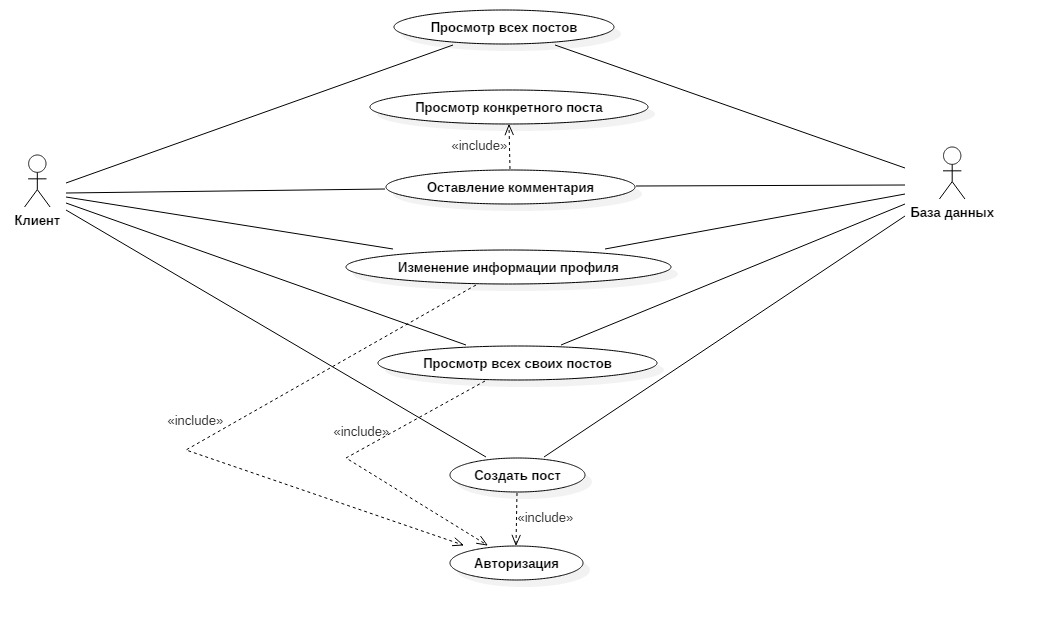 Просмотр всех постов
Просмотр конкретного поста
«include»
Оставление комментария
Клиент
База данных
Изменение информации профиля
Просмотр всех своих постов
«include»
«include»
Создать пост
«include»
Авторизация